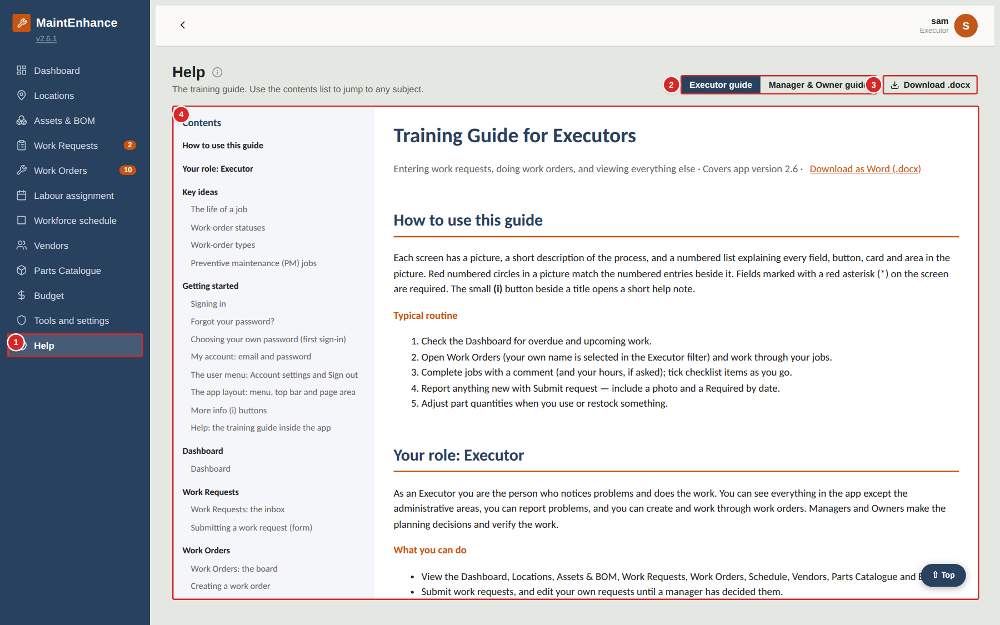 MaintEnhance
v2.6.1
Dashboard
Locations
Assets & BOM
Work Requests 2
Work Orders 10
Labour assignment
Workforce schedule
Vendors
Parts Catalogue
Budget
Tools and settings
1 Help
sam
Executor
S
Help
The training guide. Use the contents list to jump to any subject.
2 Executor guide Manager & Owner guide 3 Download .docx
4
Contents
How to use this guide
Your role: Executor
Key ideas
The life of a job
Work-order statuses
Work-order types
Preventive maintenance (PM) jobs
Getting started
Signing in
Forgot your password?
Choosing your own password (first sign-in)
My account: email and password
The user menu: Account settings and Sign out
The app layout: menu, top bar and page area
More info (i) buttons
Help: the training guide inside the app
Dashboard
Dashboard
Work Requests
Work Requests: the inbox
Submitting a work request (form)
Work Orders
Work Orders: the board
Creating a work order
Training Guide for Executors
Entering work requests, doing work orders, and viewing everything else · Covers app version 2.6 · Download as Word (.docx)
How to use this guide
Each screen has a picture, a short description of the process, and a numbered list explaining every field, button, card and area in the
picture. Red numbered circles in a picture match the numbered entries beside it. Fields marked with a red asterisk (*) on the screen
are required. The small (i) button beside a title opens a short help note.
Typical routine
1. Check the Dashboard for overdue and upcoming work.
2. Open Work Orders (your own name is selected in the Executor filter) and work through your jobs.
3. Complete jobs with a comment (and your hours, if asked); tick checklist items as you go.
4. Report anything new with Submit request — include a photo and a Required by date.
5. Adjust part quantities when you use or restock something.
Your role: Executor
As an Executor you are the person who notices problems and does the work. You can see everything in the app except the
administrative areas, you can report problems, and you can create and work through work orders. Managers and Owners make the
planning decisions and verify the work.
What you can do
• View the Dashboard, Locations, Assets & BOM, Work Requests, Work Orders, Schedule, Vendors, Parts Catalogue and
• Submit work requests, and edit your own requests until a manager has decided them.
⇧ Top